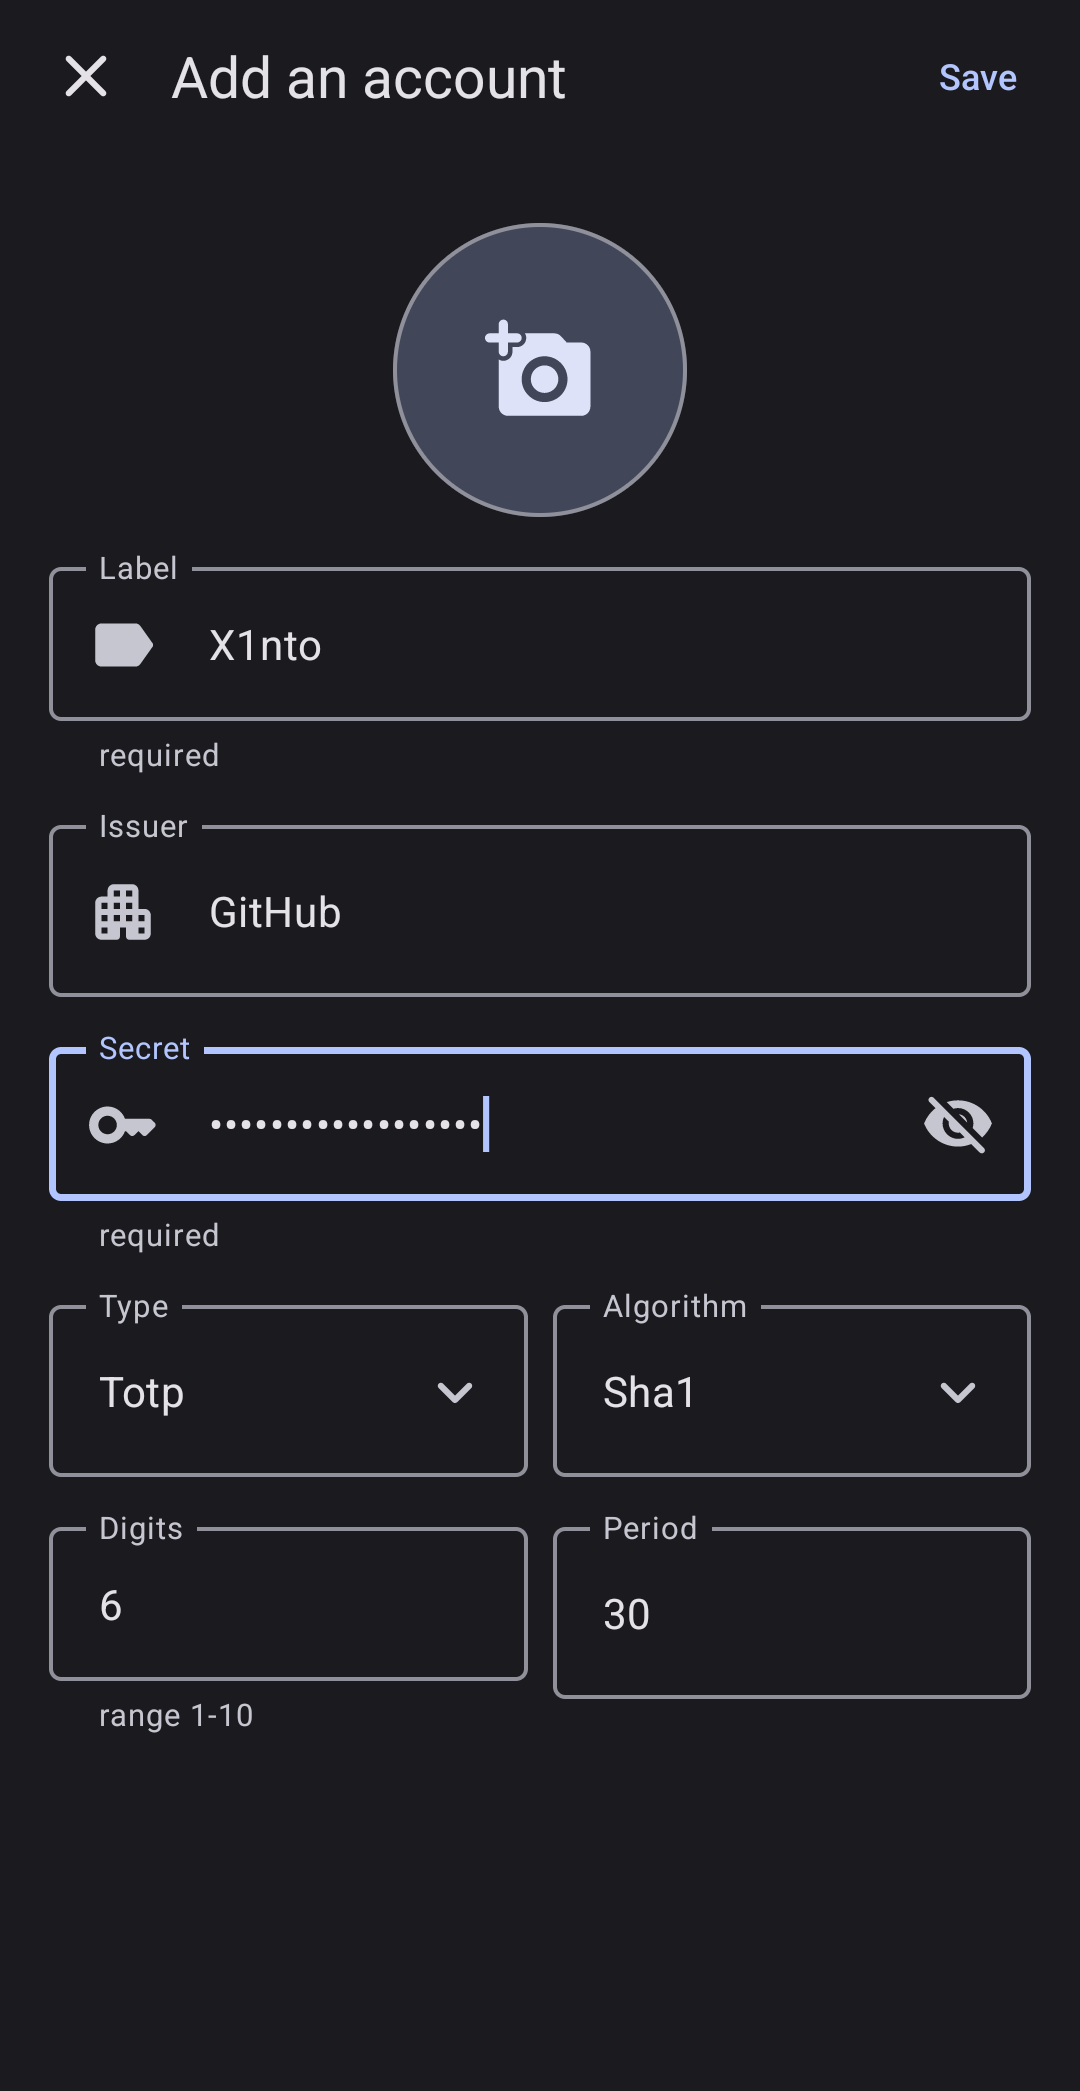 Add an account
Save
Label
X1nto
required
Issuer
GitHub
Secret
••••••••••••••••••
required
Type
Algorithm
Totp
Sha1
Digits
Period
6
30
range 1-10